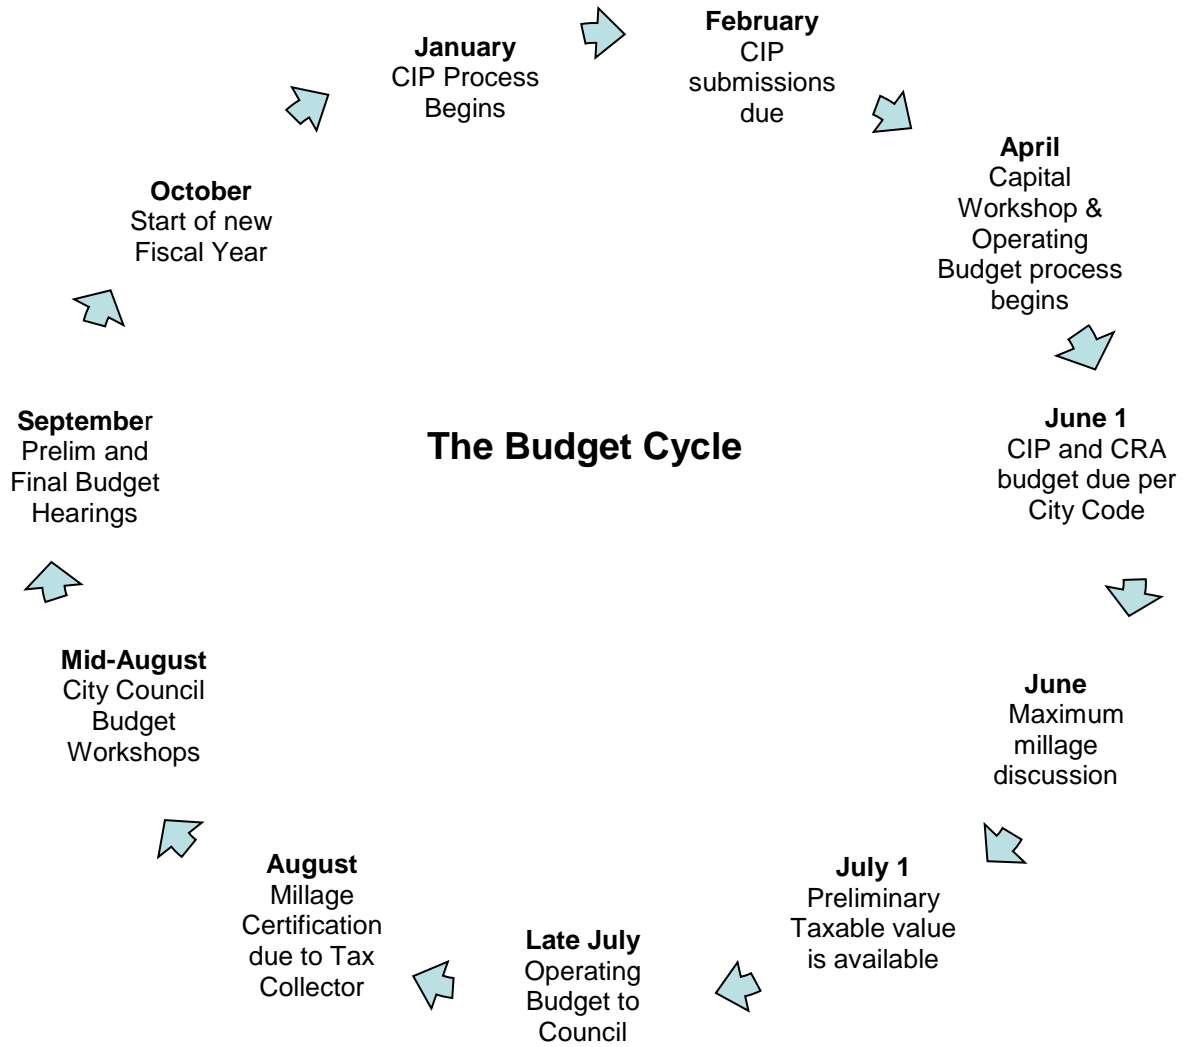 The Budget Cycle
January
CIP Process
Begins
February
CIP
submissions
due
April
Capital
Workshop &
Operating
Budget process
begins
June 1
CIP and CRA
budget due per
City Code
June
Maximum
millage
discussion
July 1
Preliminary
Taxable value
is available
Late July
Operating
Budget to
Council
August
Millage
Certification
due to Tax
Collector
Mid-August
City Council
Budget
Workshops
September
Prelim and
Final Budget
Hearings
October
Start of new
Fiscal Year